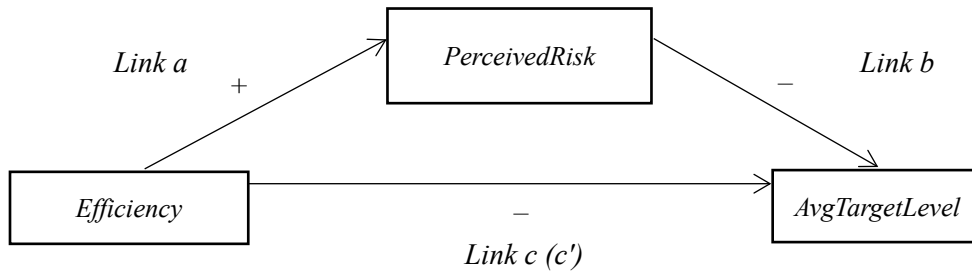 PerceivedRisk
Link a
Link b
+
–
Efficiency
AvgTargetLevel
–
Link c (c')